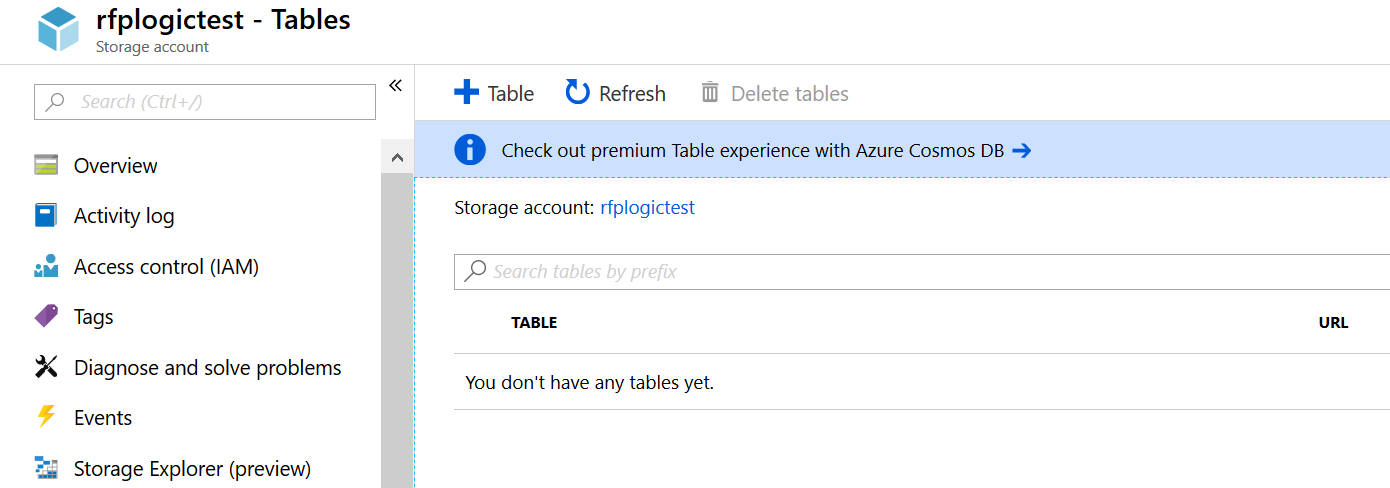 rfplogictest - Tables
Storage account
Search (Ctrl+/)
«
Overview
Activity log
Access control (IAM)
Tags
Diagnose and solve problems
Events
Storage Explorer (preview)
Table
Refresh
Delete tables
Check out premium Table experience with Azure Cosmos DB →
Storage account: rfplogictest
Search tables by prefix
TABLE URL
You don't have any tables yet.